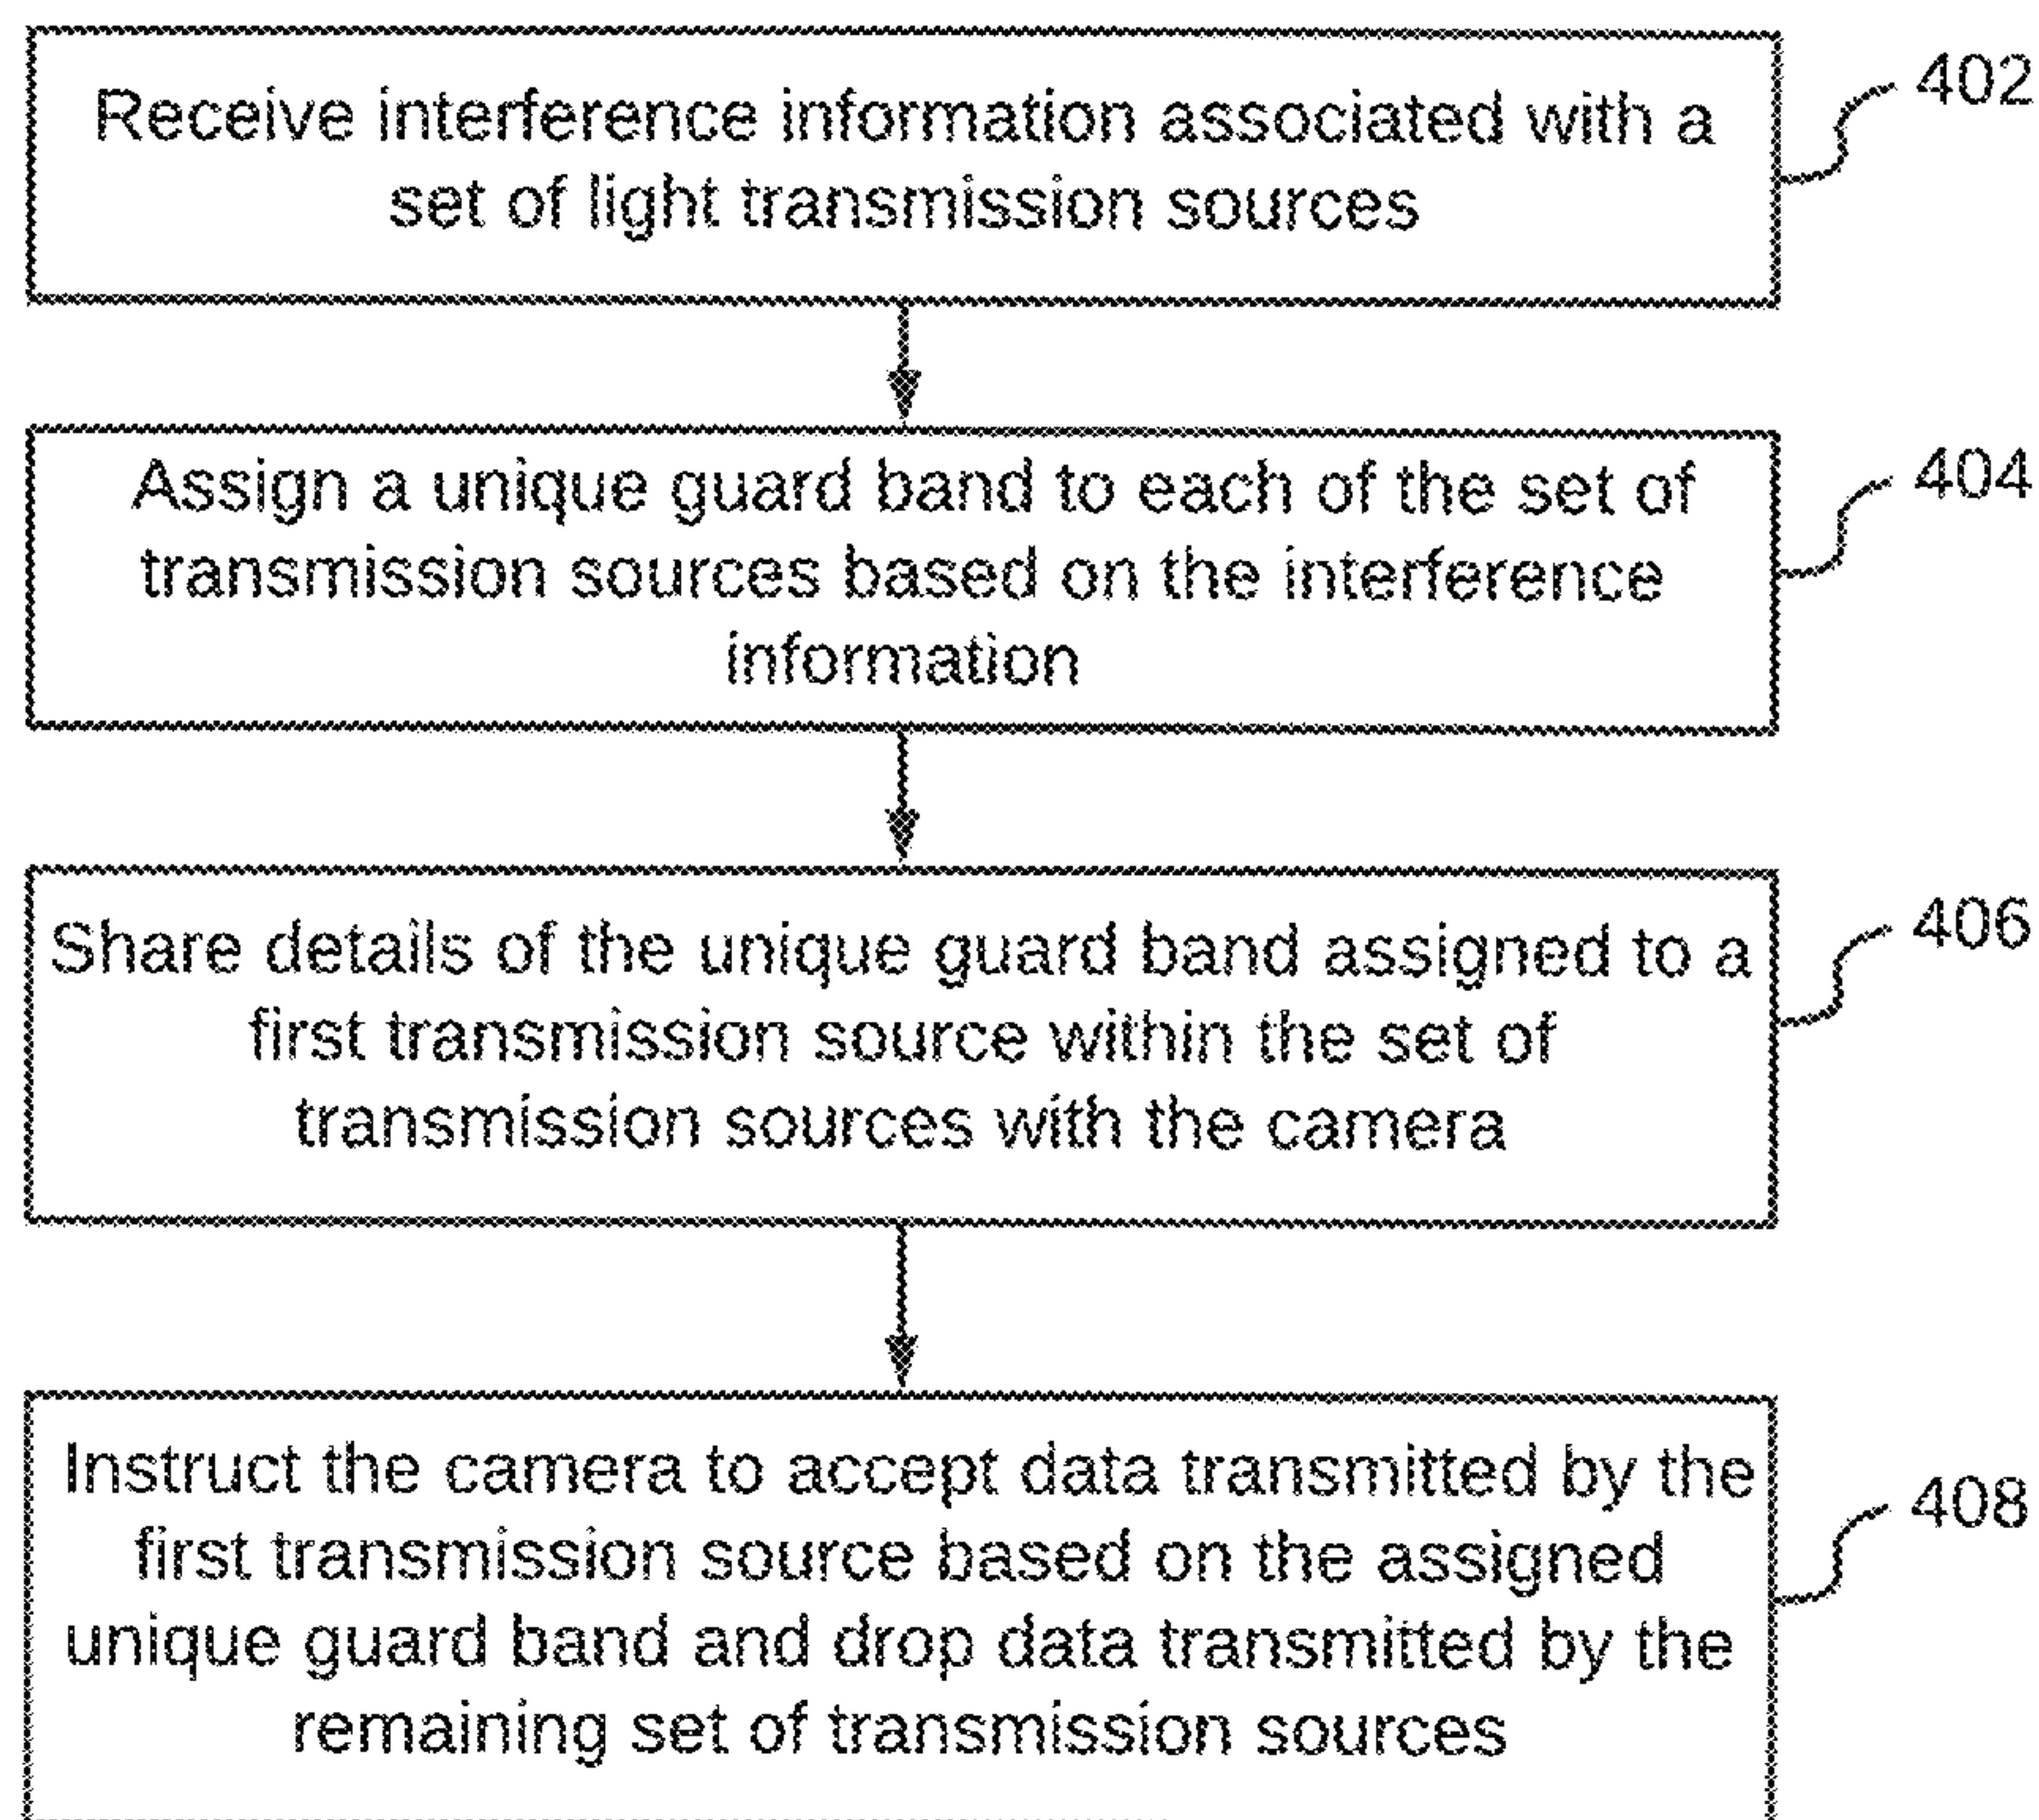 Receive interference information associated with a
set of light transmission sources
402
Assign a unique guard band to each of the set of
transmission sources based on the interference
information
404
Share details of the unique guard band assigned to a
first transmission source within the set of
transmission sources with the camera
406
Instruct the camera to accept data transmitted by the
first transmission source based on the assigned
unique guard band and drop data transmitted by the
remaining set of transmission sources
408